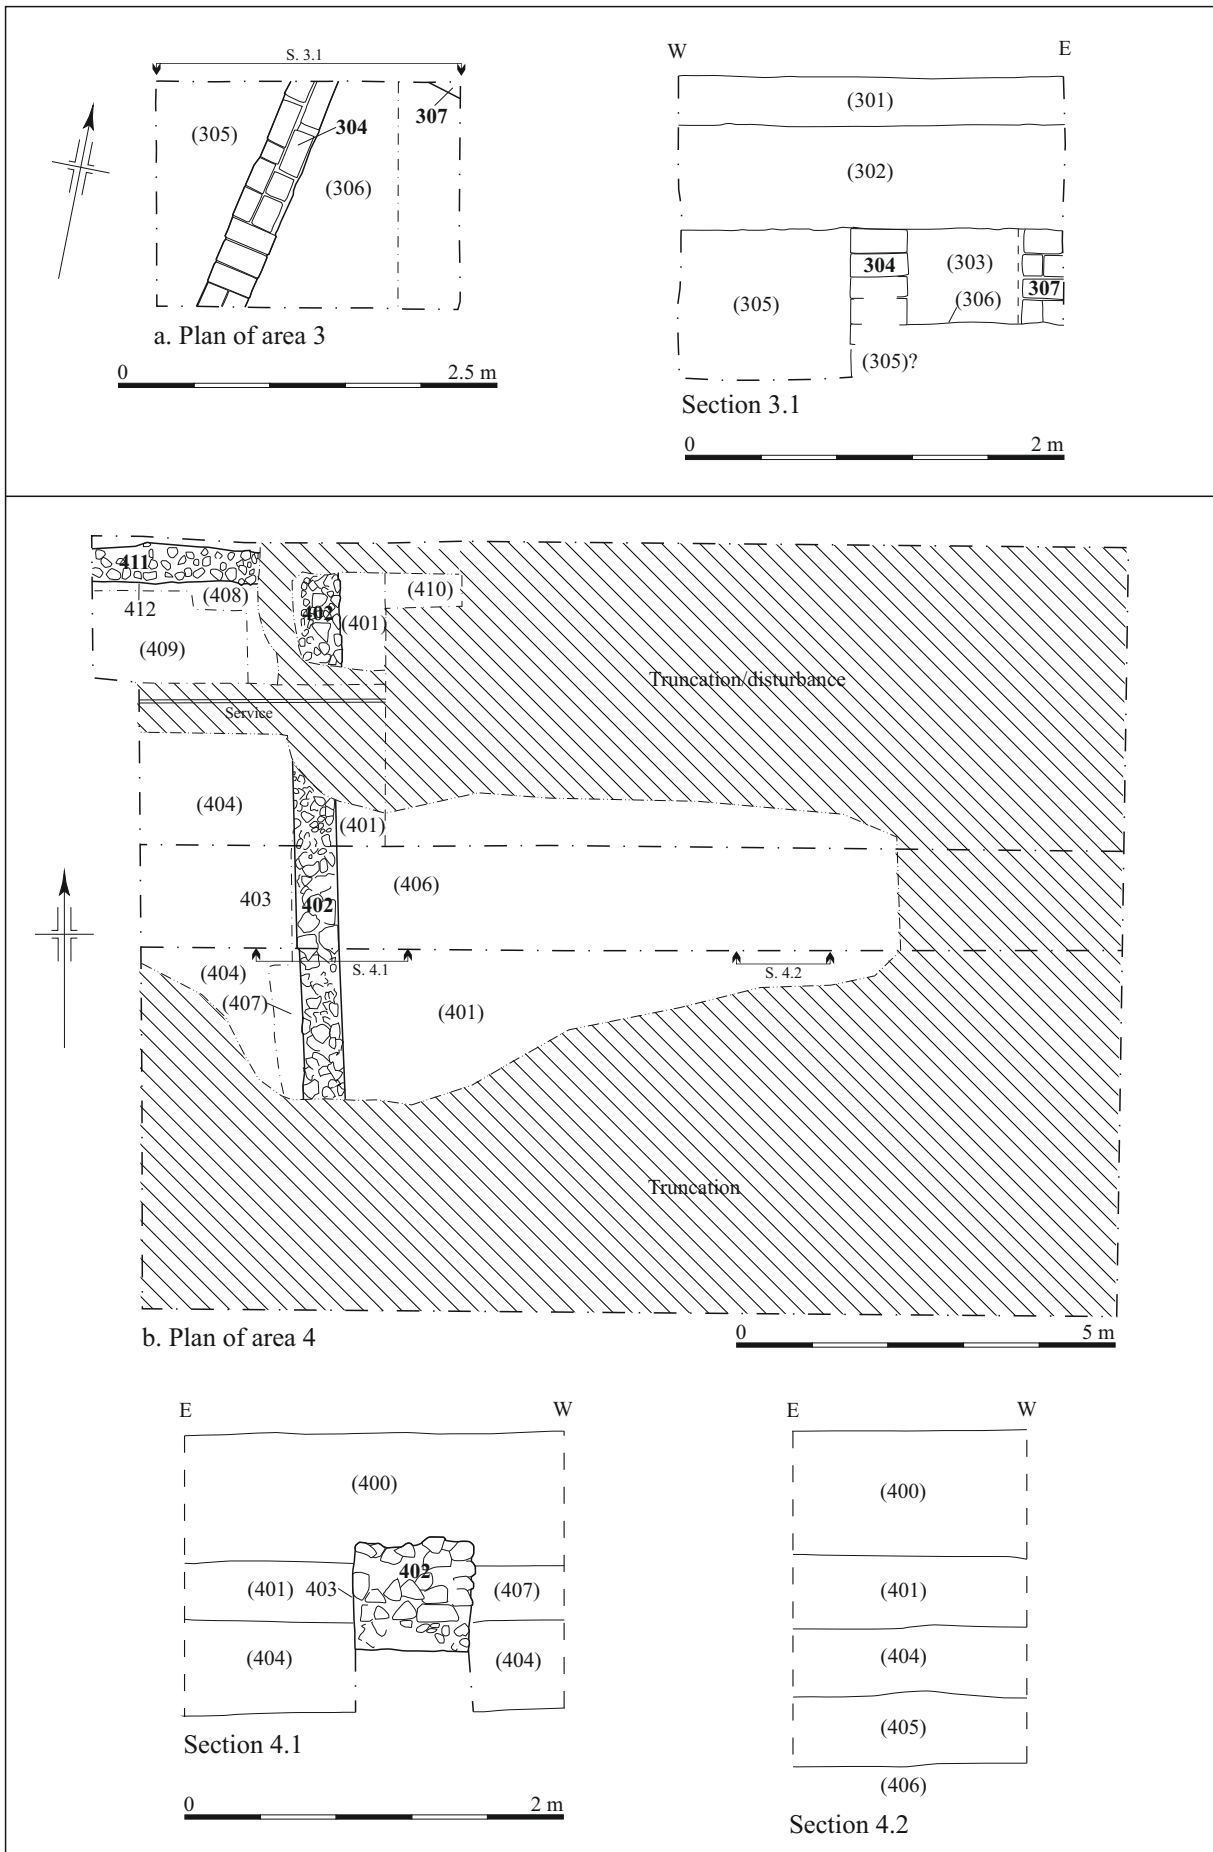 S. 3.1
(305)
304
307
(306)
a. Plan of area 3
0 2.5 m
W E
(301)
(302)
304 (303)
(305) (306) 307
(305)?
Section 3.1
0 2 m
411
412 (408)
402 (401) (410)
(409)
Truncation/disturbance
Service
(404)
(401)
403 402 (406)
(404) S. 4.1 S. 4.2
(407) (401)
Truncation
b. Plan of area 4
0 5 m
E W
(400)
402
(401) 403 (407)
(404) (404)
Section 4.1
0 2 m
E W
(400)
(401)
(404)
(405)
(406)
Section 4.2